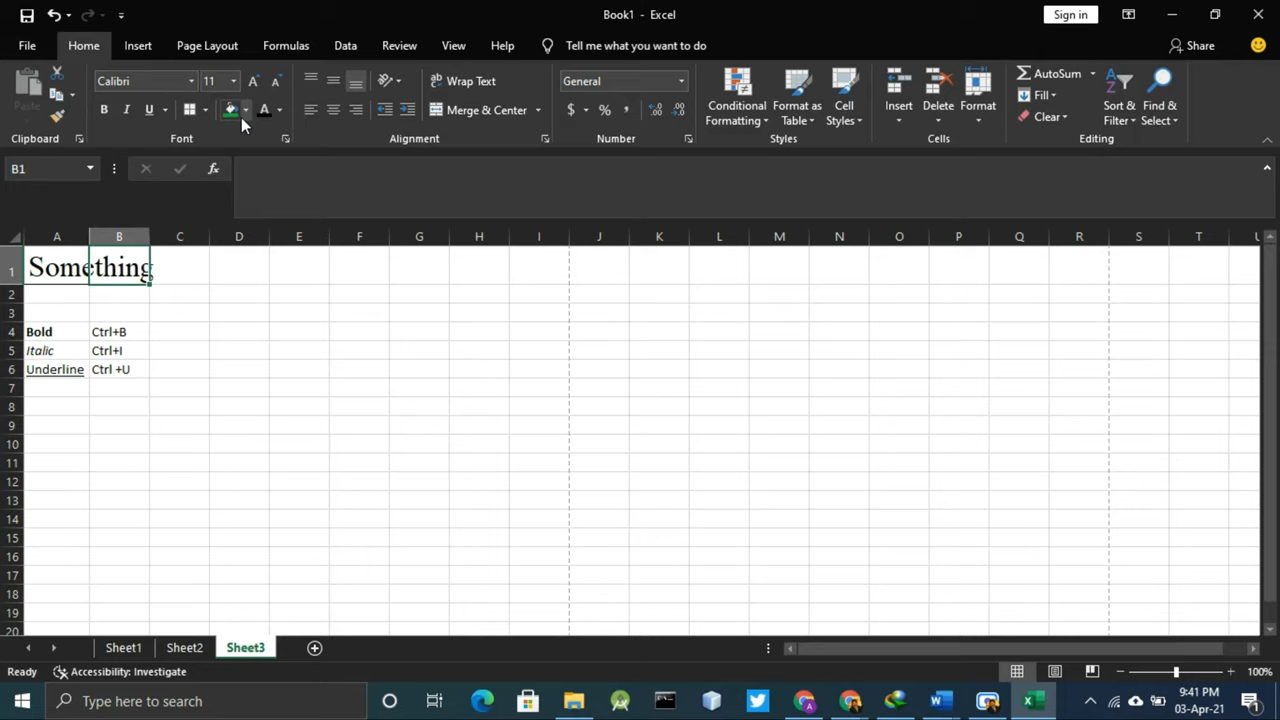 Book1 - Excel
Sign in
File Home Insert Page Layout Formulas Data Review View Help Tell me what you want to do Share
Paste
Calibri 11
B I U A
Wrap Text
Merge & Center
General
$ % ,
Conditional Formatting
Format as Table
Cell Styles
Insert
Delete
Format
AutoSum
Fill
Clear
Sort & Filter
Find & Select
Clipboard Font Alignment Number Styles Cells Editing
B1 fx
A B C D E F G H I J K L M N O P Q R S T U
1 Something
2
3
4 Bold Ctrl+B
5 Italic Ctrl+I
6 Underline Ctrl +U
7
8
9
10
11
12
13
14
15
16
17
18
19
20
Sheet1 Sheet2 Sheet3
Ready Accessibility: Investigate 100%
Type here to search
9:41 PM
03-Apr-21
1